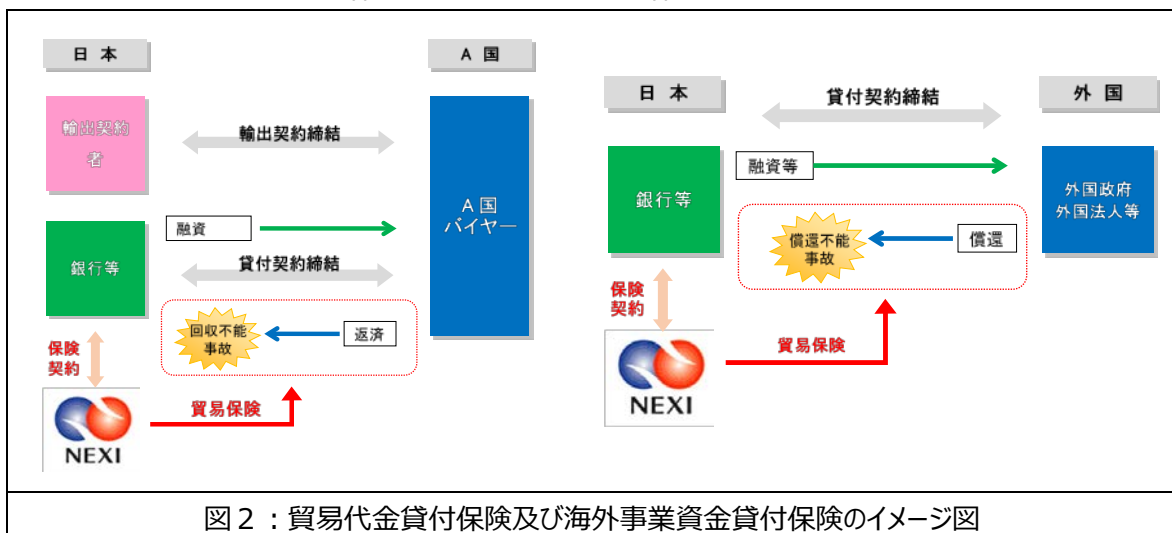 日本
A国
輸出契約
者
輸出契約締結
A国
バイヤー
融資
銀行等
貸付契約締結
回収不能
事故
返済
保険
契約
貿易保険
NEXI
日本
外国
貸付契約締結
融資等
銀行等
外国政府
外国法人等
償還不能
事故
償還
保険
契約
貿易保険
NEXI
図2：貿易代金貸付保険及び海外事業資金貸付保険のイメージ図